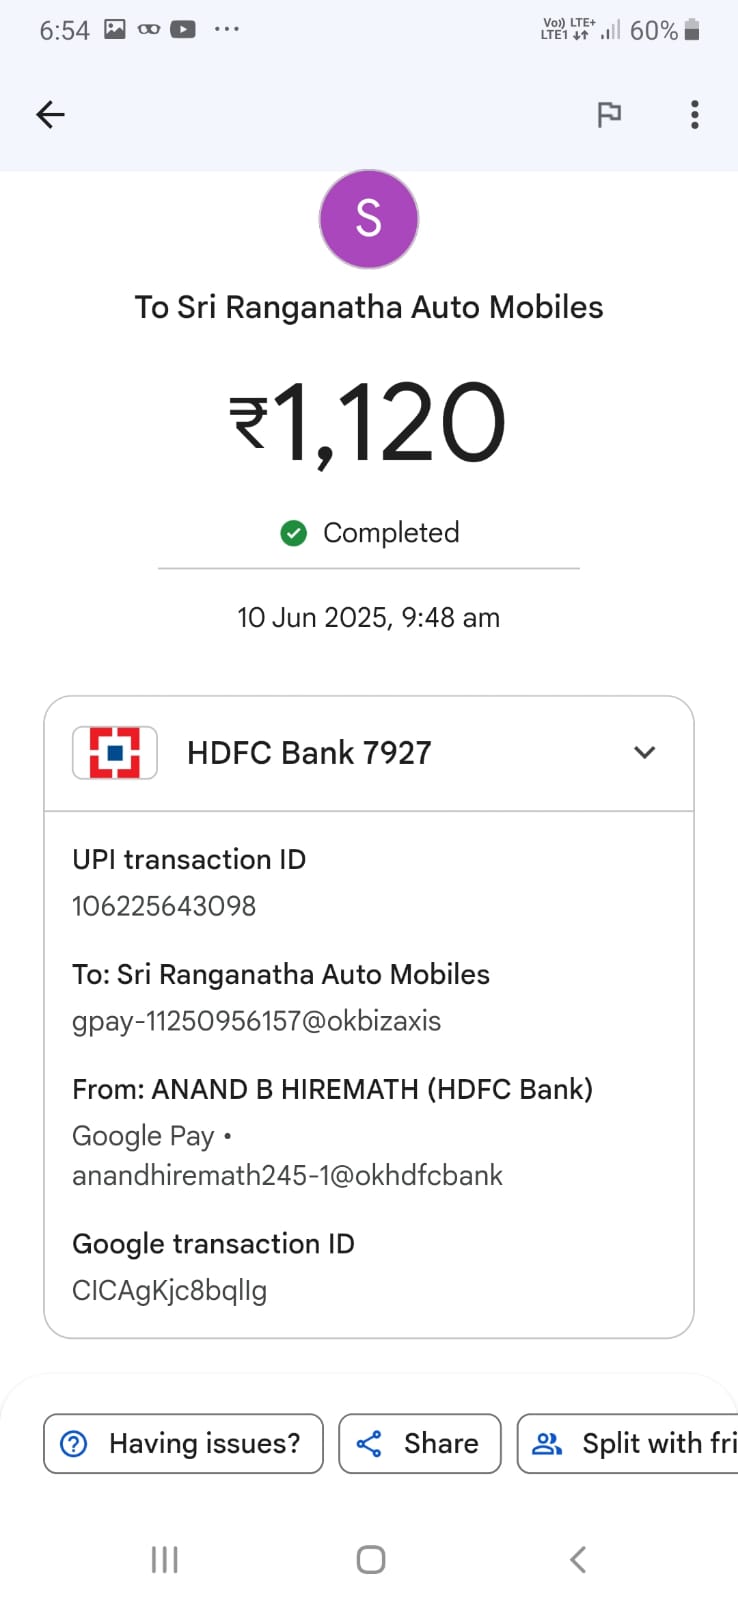 6:54
Vo)) LTE+
LTE1 60%
S
To Sri Ranganatha Auto Mobiles
₹1,120
Completed
10 Jun 2025, 9:48 am
HDFC Bank 7927
UPI transaction ID
106225643098
To: Sri Ranganatha Auto Mobiles
gpay-11250956157@okbizaxis
From: ANAND B HIREMATH (HDFC Bank)
Google Pay •
anandhiremath245-1@okhdfcbank
Google transaction ID
CICAgKjc8bqlIg
Having issues? Share Split with fri